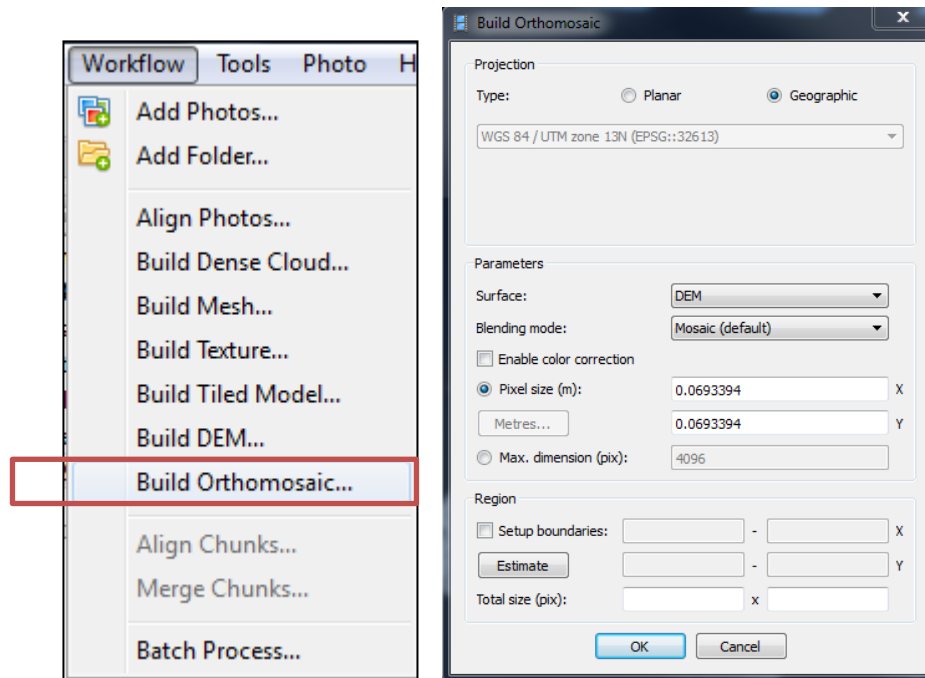 Workflow Tools Photo H
Add Photos...
Add Folder...
Align Photos...
Build Dense Cloud...
Build Mesh...
Build Texture...
Build Tiled Model...
Build DEM...
Build Orthomosaic...
Align Chunks...
Merge Chunks...
Batch Process...
Build Orthomosaic
x
Projection
Type: Planar Geographic
WGS 84 / UTM zone 13N (EPSG::32613)
Parameters
Surface: DEM
Blending mode: Mosaic (default)
Enable color correction
Pixel size (m): 0.0693394 X
Metres... 0.0693394 Y
Max. dimension (pix): 4096
Region
Setup boundaries: - X
Estimate - Y
Total size (pix): x
OK Cancel